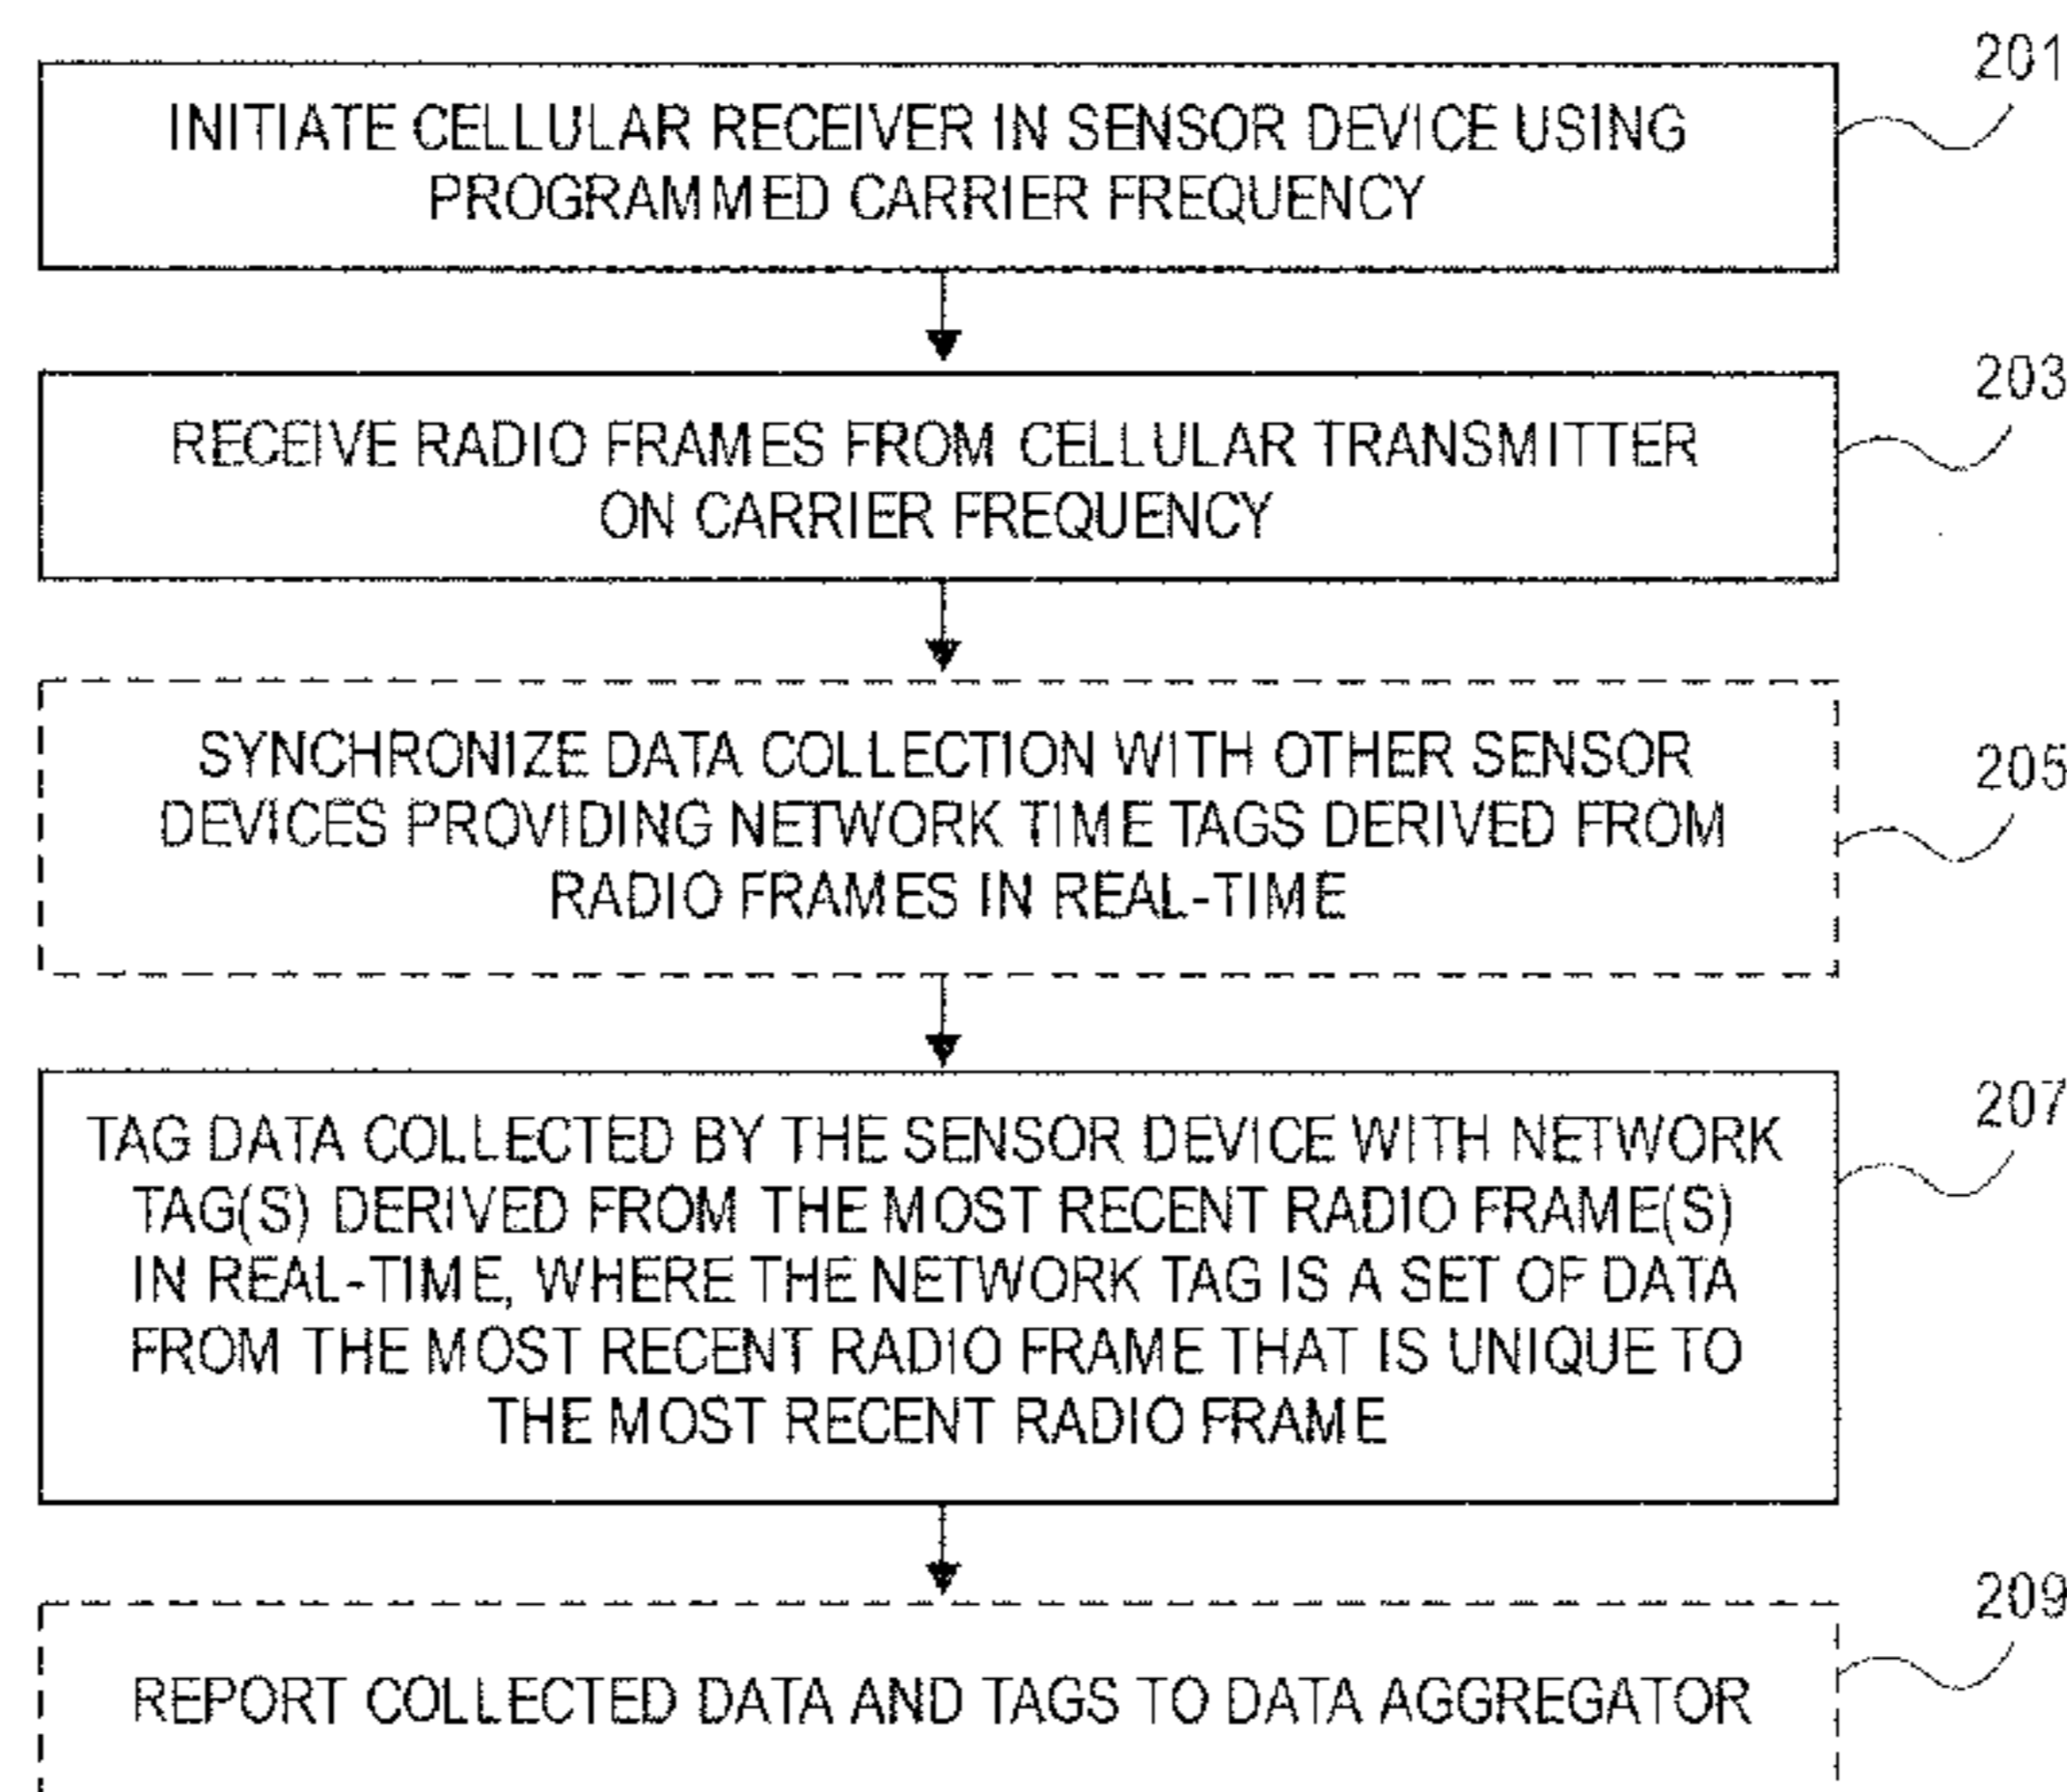 201
INITIATE CELLULAR RECEIVER IN SENSOR DEVICE USING
PROGRAMMED CARRIER FREQUENCY
203
RECEIVE RADIO FRAMES FROM CELLULAR TRANSMITTER
ON CARRIER FREQUENCY
205
SYNCHRONIZE DATA COLLECTION WITH OTHER SENSOR
DEVICES PROVIDING NETWORK TIME TAGS DERIVED FROM
RADIO FRAMES IN REAL-TIME
207
TAG DATA COLLECTED BY THE SENSOR DEVICE WITH NETWORK
TAG(S) DERIVED FROM THE MOST RECENT RADIO FRAME(S)
IN REAL-TIME, WHERE THE NETWORK TAG IS A SET OF DATA
FROM THE MOST RECENT RADIO FRAME THAT IS UNIQUE TO
THE MOST RECENT RADIO FRAME
209
REPORT COLLECTED DATA AND TAGS TO DATA AGGREGATOR